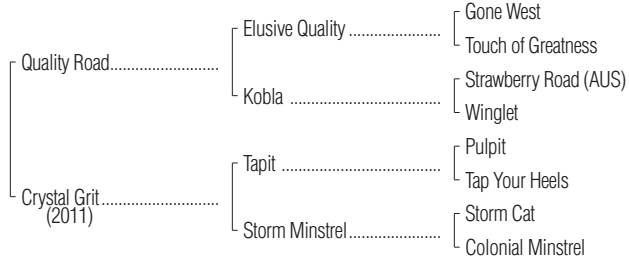 Gone West
Elusive Quality
Touch of Greatness
Quality Road
Strawberry Road (AUS)
Kobla
Winglet
Pulpit
Tapit
Tap Your Heels
Crystal Grit
(2011)
Storm Cat
Storm Minstrel
Colonial Minstrel